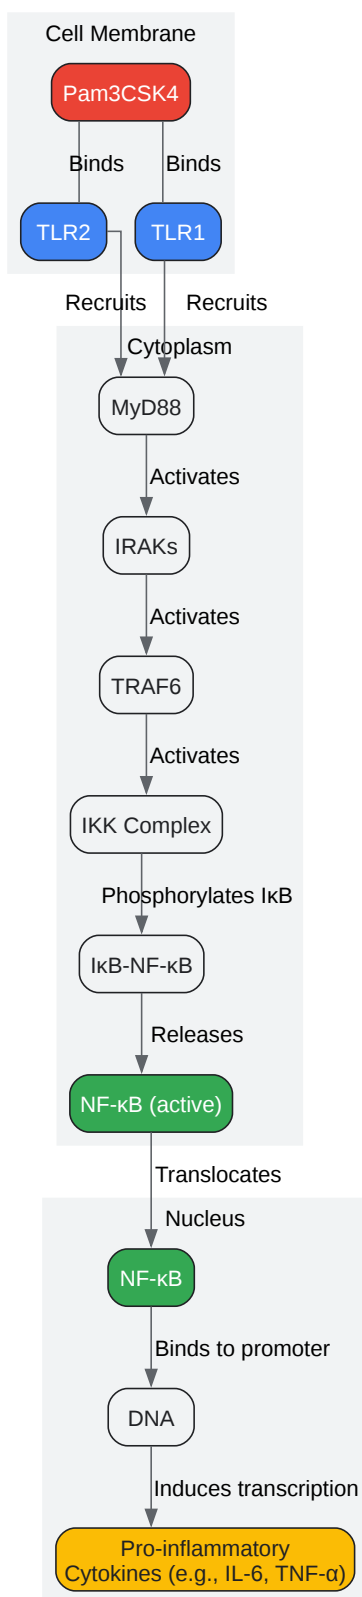 Cell Membrane
Pam3CSK4
Binds
Binds
TLR2
TLR1
Recruits
Recruits
Cytoplasm
MyD88
Activates
IRAKs
Activates
TRAF6
Activates
IKK Complex
Phosphorylates IκB
IκB-NF-κB
Releases
NF-κB (active)
Translocates
Nucleus
NF-κB
Binds to promoter
DNA
Induces transcription
Pro-inflammatory
Cytokines (e.g., IL-6, TNF-α)